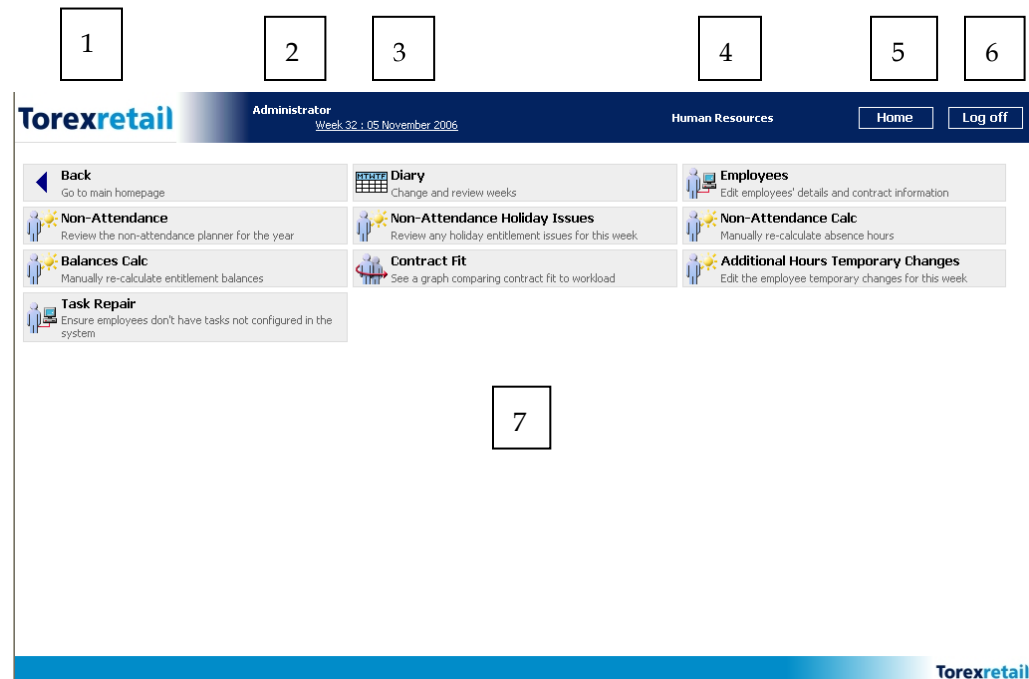 1 2 3 4 5 6
Torexretail Administrator Human Resources Home Log off
Week 32 : 05 November 2006
Back Diary Employees
Go to main homepage MTWTF Change and review weeks Edit employees' details and contract information
Non-Attendance Non-Attendance Holiday Issues Non-Attendance Calc
Review the non-attendance planner for the year Review any holiday entitlement issues for this week Manually re-calculate absence hours
Balances Calc Contract Fit Additional Hours Temporary Changes
Manually re-calculate entitlement balances See a graph comparing contract fit to workload Edit the employee temporary changes for this week
Task Repair
Ensure employees don't have tasks not configured in the
system
7
Torexretail